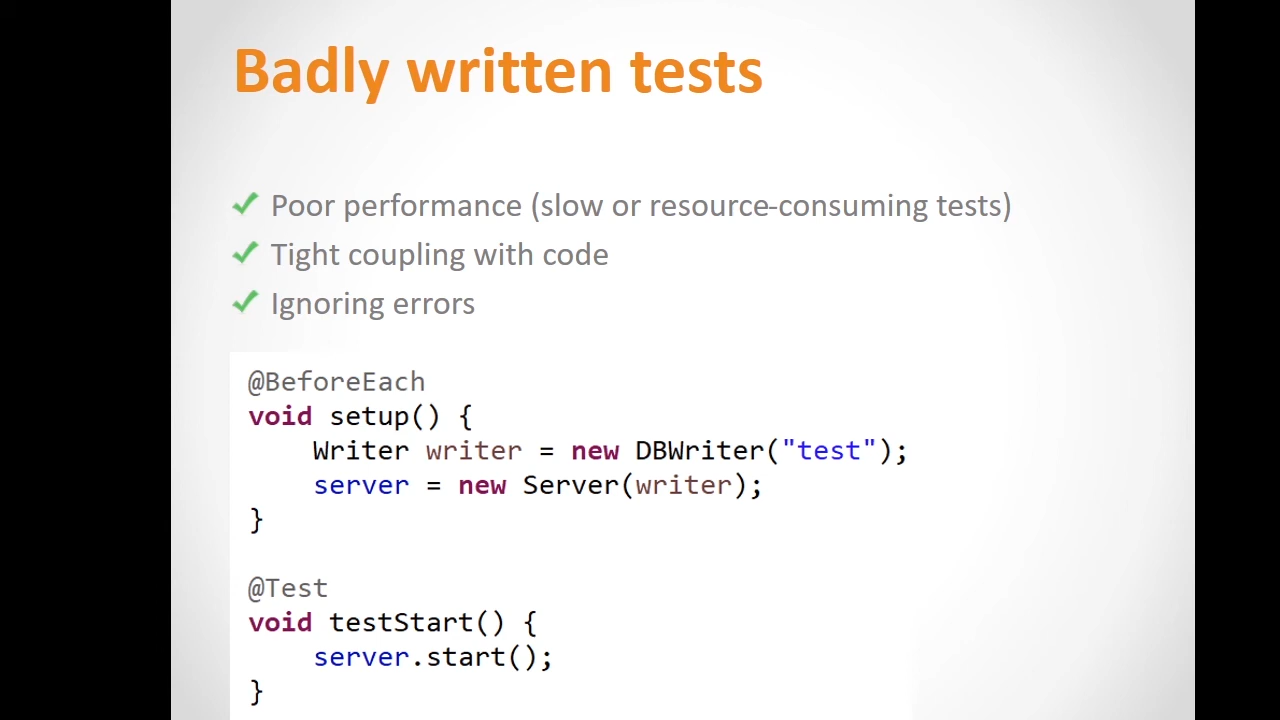 Badly written tests
Poor performance (slow or resource-consuming tests)
Tight coupling with code
Ignoring errors
@BeforeEach
void setup() {
    Writer writer = new DBWriter("test");
    server = new Server(writer);
}
@Test
void testStart() {
    server.start();
}